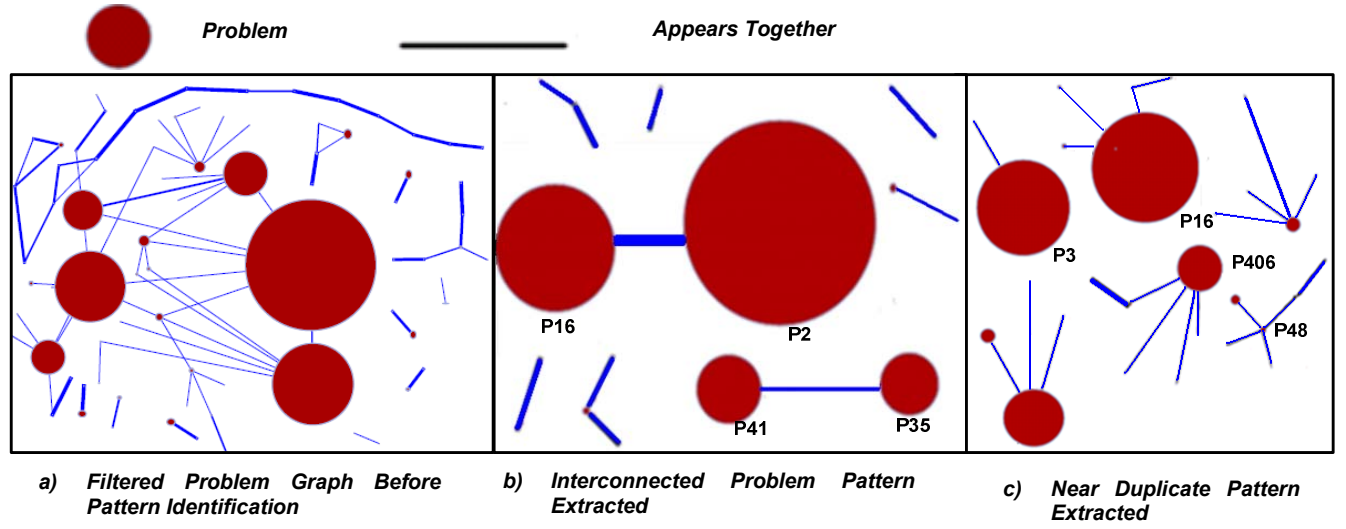 Problem
Appears Together
P16
P2
P41
P35
P3
P16
P406
P48
a) Filtered Problem Graph Before
Pattern Identification
b) Interconnected Problem Pattern
Extracted
c) Near Duplicate Pattern
Extracted